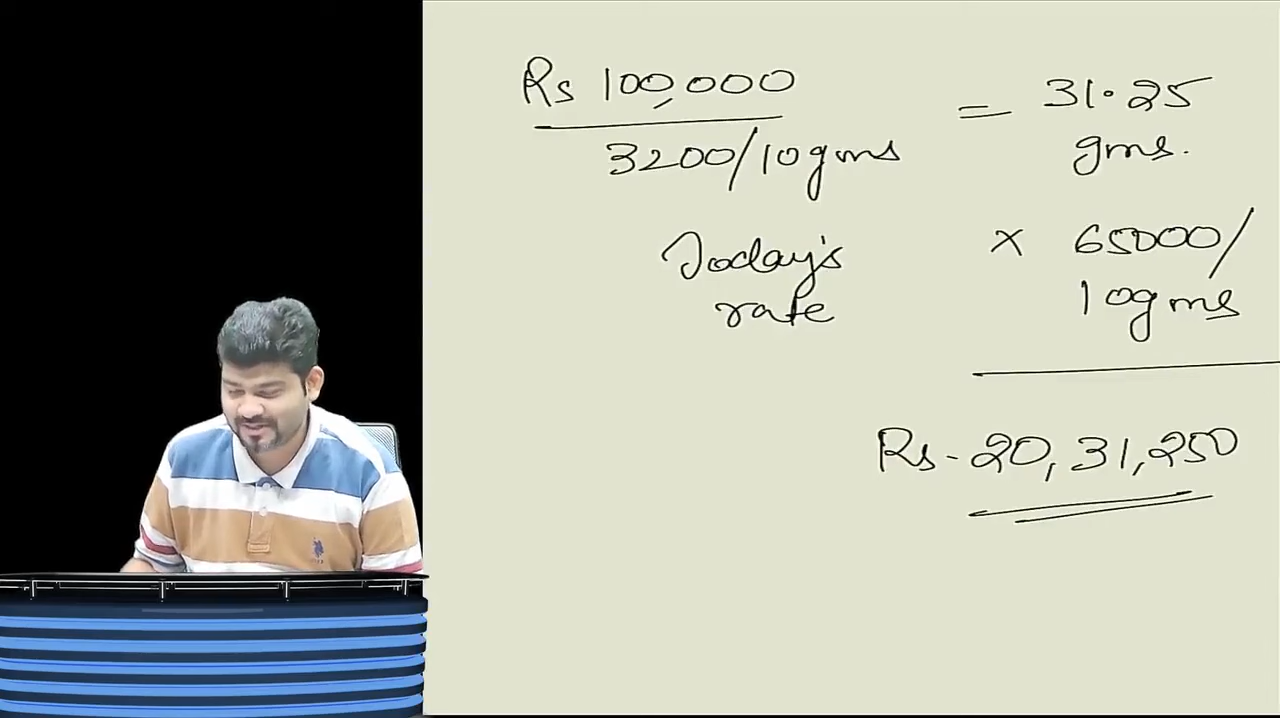 Rs 100,000 = 31.25
3200/10gms gms.
Today's × 65000/
rate 10gms
Rs - 20,31,250